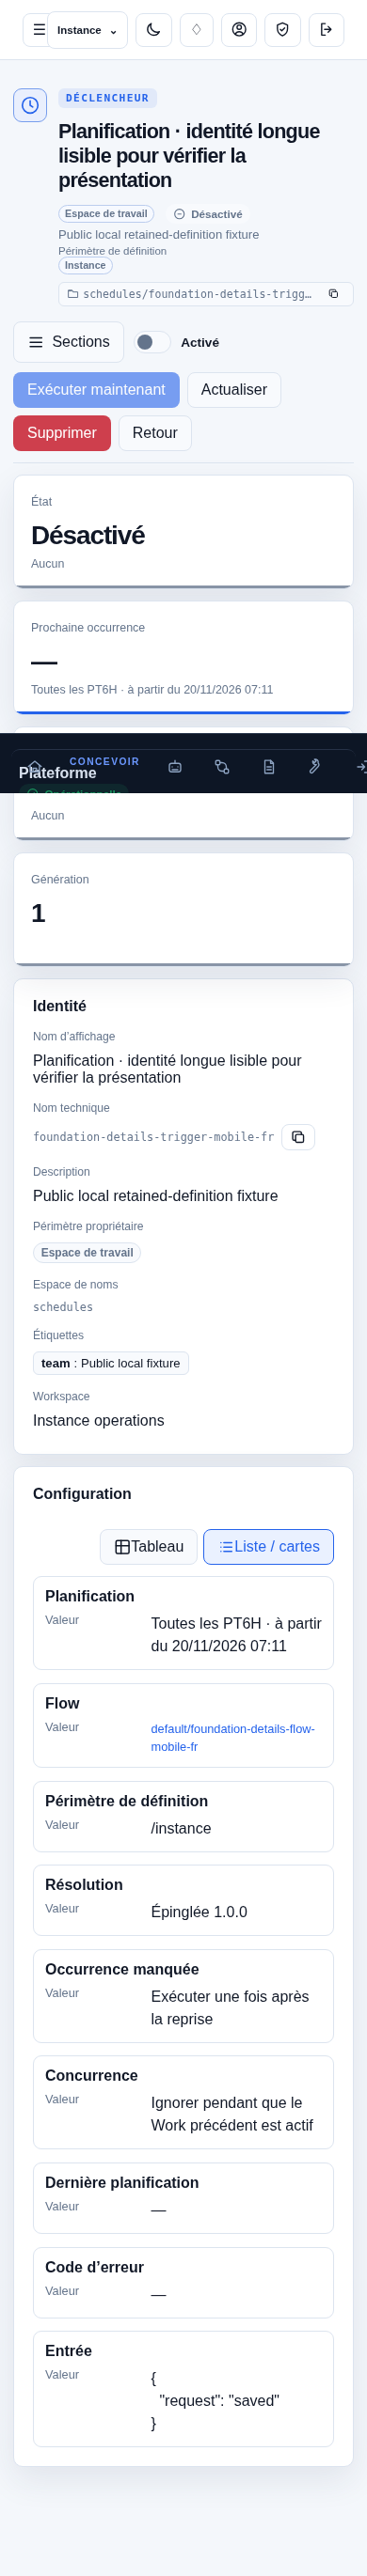 Instance
DÉCLENCHEUR
Planification · identité longue
lisible pour vérifier la
présentation
Espace de travail
Désactivé
Public local retained-definition fixture
Périmètre de définition
Instance
schedules/foundation-details-trigg…
Sections
Activé
Exécuter maintenant
Actualiser
Supprimer
Retour
État
Désactivé
Aucun
Prochaine occurrence
—
Toutes les PT6H · à partir du 20/11/2026 07:11
CONCEVOIR
Plateforme
Opérationnelle
Aucun
Génération
1
Identité
Nom d’affichage
Planification · identité longue lisible pour
vérifier la présentation
Nom technique
foundation-details-trigger-mobile-fr
Description
Public local retained-definition fixture
Périmètre propriétaire
Espace de travail
Espace de noms
schedules
Étiquettes
team : Public local fixture
Workspace
Instance operations
Configuration
Tableau
Liste / cartes
Planification
Valeur
Toutes les PT6H · à partir
du 20/11/2026 07:11
Flow
Valeur
default/foundation-details-flow-
mobile-fr
Périmètre de définition
Valeur
/instance
Résolution
Valeur
Épinglée 1.0.0
Occurrence manquée
Valeur
Exécuter une fois après
la reprise
Concurrence
Valeur
Ignorer pendant que le
Work précédent est actif
Dernière planification
Valeur
—
Code d’erreur
Valeur
—
Entrée
Valeur
{
"request": "saved"
}